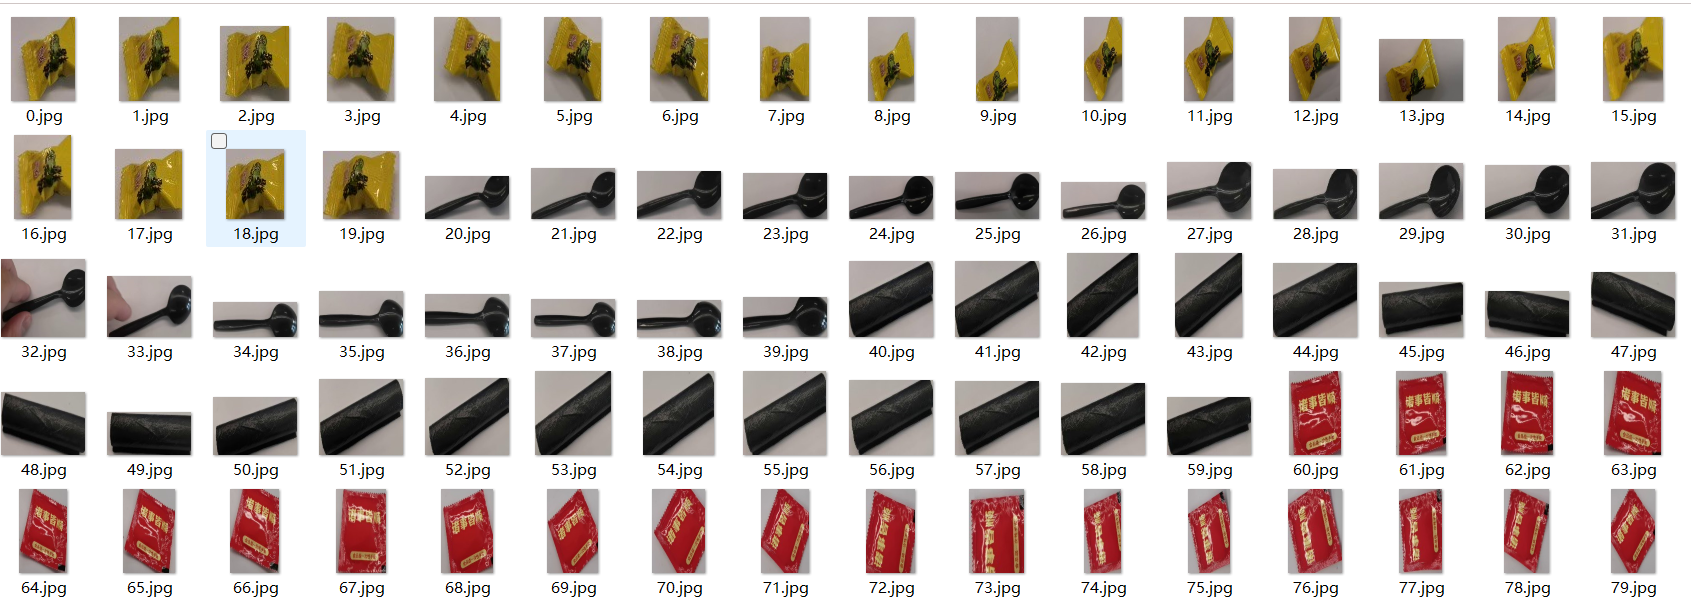 0.jpg 1.jpg 2.jpg 3.jpg 4.jpg 5.jpg 6.jpg 7.jpg 8.jpg 9.jpg 10.jpg 11.jpg 12.jpg 13.jpg 14.jpg 15.jpg
16.jpg 17.jpg 18.jpg 19.jpg 20.jpg 21.jpg 22.jpg 23.jpg 24.jpg 25.jpg 26.jpg 27.jpg 28.jpg 29.jpg 30.jpg 31.jpg
32.jpg 33.jpg 34.jpg 35.jpg 36.jpg 37.jpg 38.jpg 39.jpg 40.jpg 41.jpg 42.jpg 43.jpg 44.jpg 45.jpg 46.jpg 47.jpg
48.jpg 49.jpg 50.jpg 51.jpg 52.jpg 53.jpg 54.jpg 55.jpg 56.jpg 57.jpg 58.jpg 59.jpg 60.jpg 61.jpg 62.jpg 63.jpg
64.jpg 65.jpg 66.jpg 67.jpg 68.jpg 69.jpg 70.jpg 71.jpg 72.jpg 73.jpg 74.jpg 75.jpg 76.jpg 77.jpg 78.jpg 79.jpg